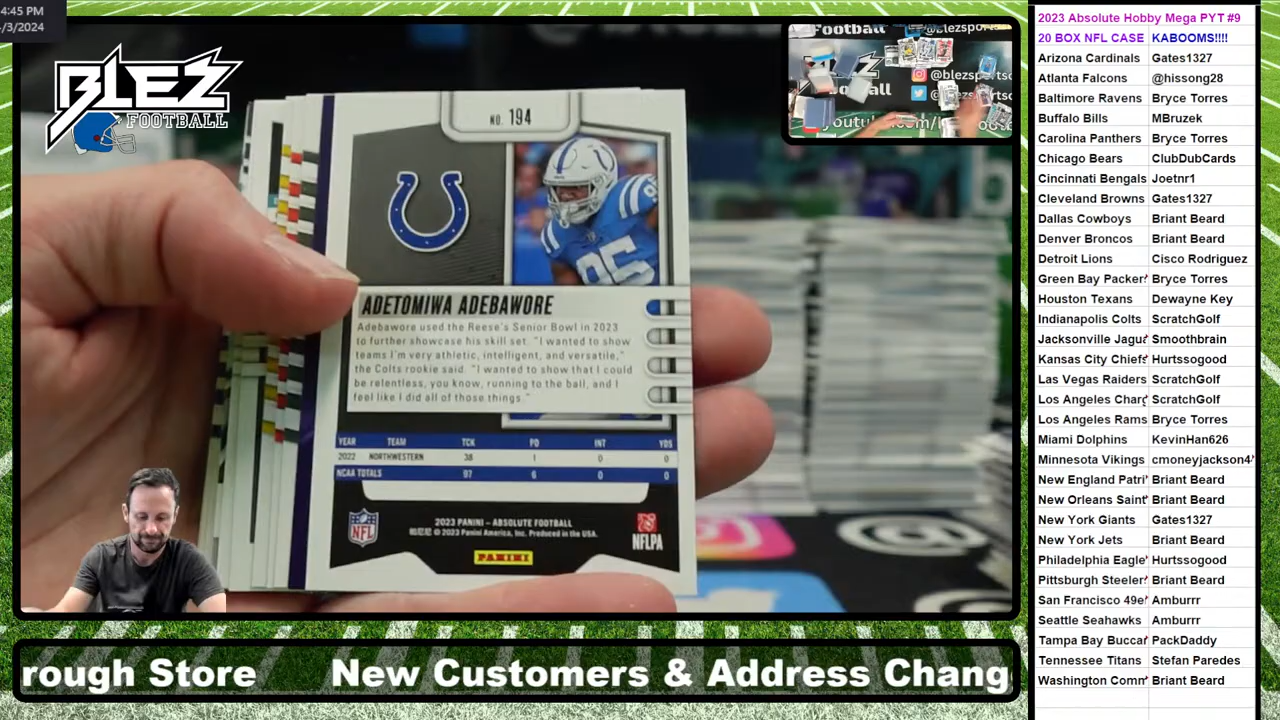 4:45 PM
/3/2024
BLEZ
FOOTBALL
NO. 194
95
ADETOMIWA ADEBAWORE
Adebawore used the Reese's Senior Bowl in 2023
to further showcase his skill set. "I wanted to show
teams I'm very athletic, intelligent, and versatile,"
the Colts rookie said. "I wanted to show that I could
be relentless, you know, running to the ball, and I
feel like I did all of those things."
YEAR TEAM TCK PD INT YDS
2022 NORTHWESTERN 38 1 0 0
NCAA TOTALS 97 6 0 0
NFL
2023 PANINI – ABSOLUTE FOOTBALL
© 2023 Panini America, Inc. Produced in the USA.
PANINI
NFLPA
Football
@blezsports
@blezsportsc
@blezsportsc
Football
youtube.com/
rough Store New Customers & Address Chang
2023 Absolute Hobby Mega PYT #9
20 BOX NFL CASE KABOOMS!!!!
Arizona Cardinals Gates1327
Atlanta Falcons @hissong28
Baltimore Ravens Bryce Torres
Buffalo Bills MBruzek
Carolina Panthers Bryce Torres
Chicago Bears ClubDubCards
Cincinnati Bengals Joetnr1
Cleveland Browns Gates1327
Dallas Cowboys Briant Beard
Denver Broncos Briant Beard
Detroit Lions Cisco Rodriguez
Green Bay Packer Bryce Torres
Houston Texans Dewayne Key
Indianapolis Colts ScratchGolf
Jacksonville Jagu Smoothbrain
Kansas City Chiefs Hurtssogood
Las Vegas Raiders ScratchGolf
Los Angeles Charg ScratchGolf
Los Angeles Rams Bryce Torres
Miami Dolphins KevinHan626
Minnesota Vikings cmoneyjackson4
New England Patri Briant Beard
New Orleans Saint Briant Beard
New York Giants Gates1327
New York Jets Briant Beard
Philadelphia Eagle Hurtssogood
Pittsburgh Steeler Briant Beard
San Francisco 49e Amburrr
Seattle Seahawks Amburrr
Tampa Bay Buccar PackDaddy
Tennessee Titans Stefan Paredes
Washington Comn Briant Beard